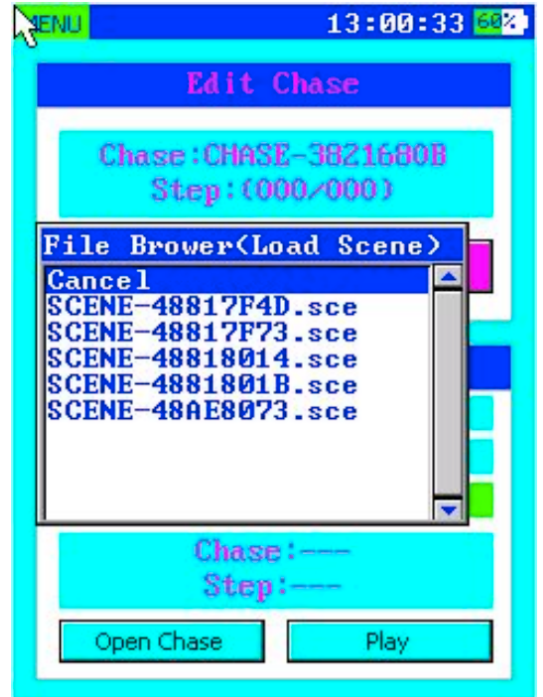 MENU 13:00:33 60%
Edit Chase
Chase:CHASE-3821680B
Step:(000/000)
File Brower(Load Scene)
Cancel
SCENE-48817F4D.sce
SCENE-48817F73.sce
SCENE-48818014.sce
SCENE-4881801B.sce
SCENE-48AE8073.sce
Chase:---
Step:---
Open Chase Play